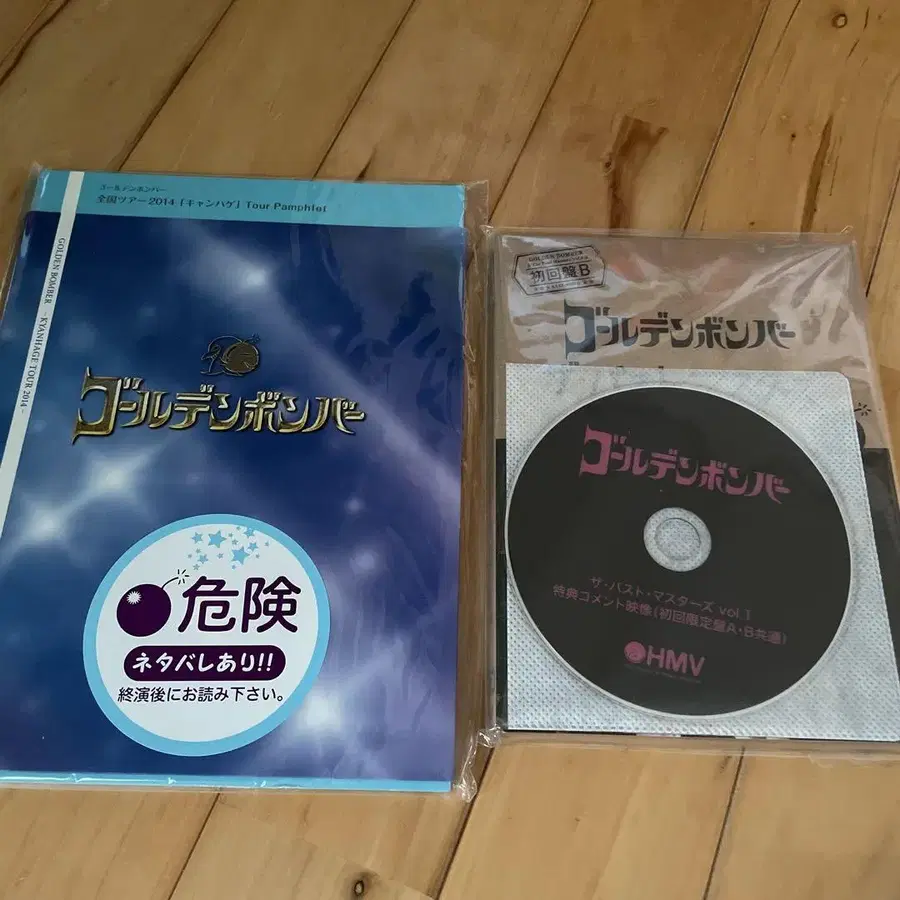 ゴールデンボンバー
全国ツアー2014「キャンハゲ」Tour Pamphlet
GOLDEN BOMBER ～KYANHAGE TOUR 2014～
ゴールデンボンバー
危険
ネタバレあり!!
終演後にお読み下さい。
GOLDEN BOMBER
初回盤B
ゴールデンボンバー
ゴールデンボンバー
ザ・パスト・マスターズ vol.1
特典コメント映像(初回限定盤A・B共通)
HMV